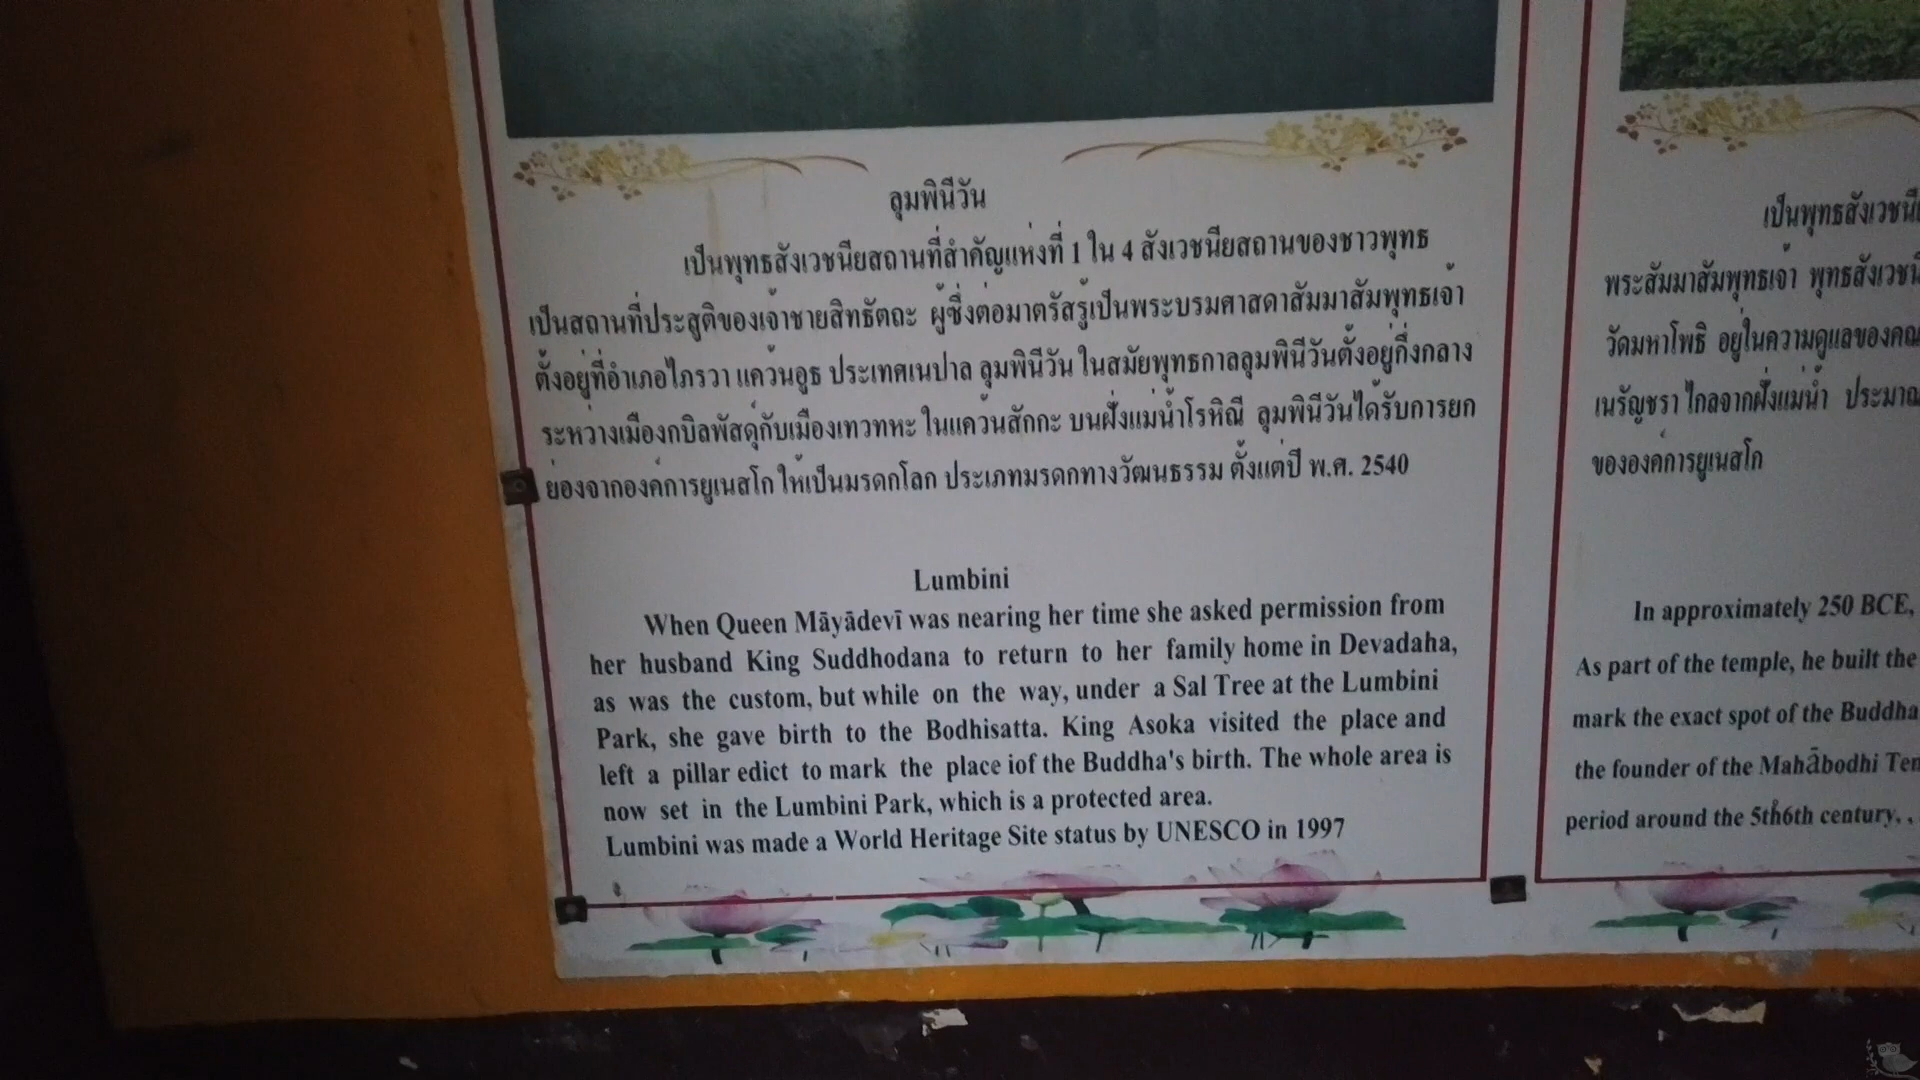 ลุมพินีวัน
เป็นพุทธสังเวชนียสถานที่สำคัญแห่งที่ 1 ใน 4 สังเวชนียสถานของชาวพุทธ
เป็นสถานที่ประสูติของเจ้าชายสิทธัตถะ ผู้ซึ่งต่อมาตรัสรู้เป็นพระบรมศาสดาสัมมาสัมพุทธเจ้า
ตั้งอยู่ที่อำเภอไภรวา แคว้นอูธ ประเทศเนปาล ลุมพินีวัน ในสมัยพุทธกาลลุมพินีวันตั้งอยู่กึ่งกลาง
ระหว่างเมืองกบิลพัสดุ์กับเมืองเทวทหะ ในแคว้นสักกะ บนฝั่งแม่น้ำโรหิณี ลุมพินีวันได้รับการยก
ย่องจากองค์การยูเนสโก ให้เป็นมรดกโลก ประเภทมรดกทางวัฒนธรรม ตั้งแต่ปี พ.ศ. 2540
Lumbini
When Queen Māyādevī was nearing her time she asked permission from
her husband King Suddhodana to return to her family home in Devadaha,
as was the custom, but while on the way, under a Sal Tree at the Lumbini
Park, she gave birth to the Bodhisatta. King Asoka visited the place and
left a pillar edict to mark the place iof the Buddha's birth. The whole area is
now set in the Lumbini Park, which is a protected area.
Lumbini was made a World Heritage Site status by UNESCO in 1997
เป็นพุทธสังเวชนี
พระสัมมาสัมพุทธเจ้า พุทธสังเวชนี
วัดมหาโพธิ อยู่ในความดูแลของคณ
เนรัญชรา ไกลจากฝั่งแม่น้ำ ประมาณ
ขององค์การยูเนสโก
In approximately 250 BCE,
As part of the temple, he built the
mark the exact spot of the Buddha
the founder of the Mahābodhi Tem
period around the 5th6th century, ,